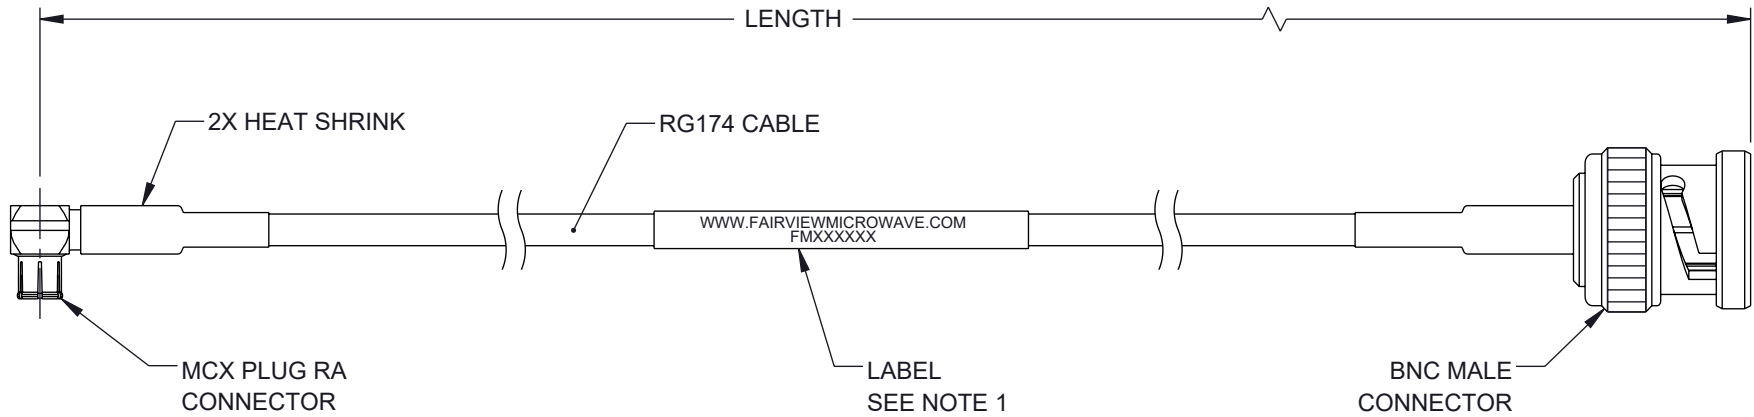 LENGTH
2X HEAT SHRINK
RG174 CABLE
WWW.FAIRVIEWMICROWAVE.COM
FMXXXXXX
MCX PLUG RA
CONNECTOR
LABEL
SEE NOTE 1
BNC MALE
CONNECTOR